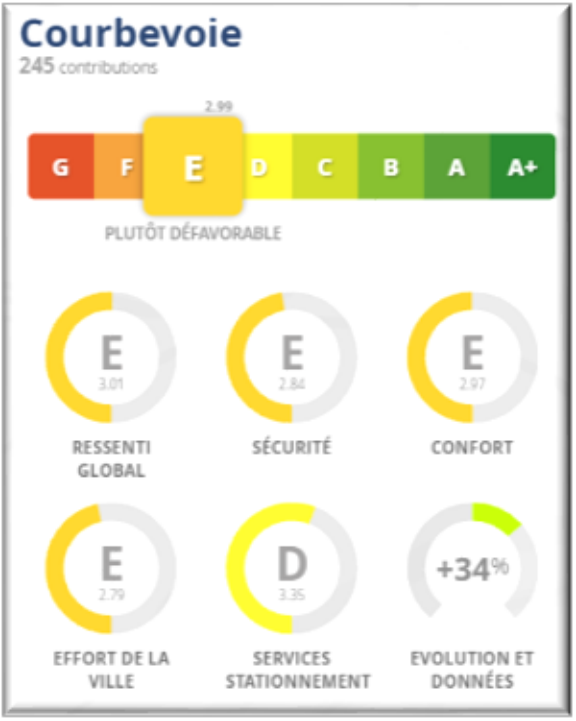 Courbevoie
245 contributions
2.99
G F E D C B A A+
PLUTÔT DÉFAVORABLE
E E E
3.01 2.84 2.97
RESSENTI GLOBAL
SÉCURITÉ
CONFORT
E D +34%
2.79 3.35
EFFORT DE LA VILLE
SERVICES STATIONNEMENT
EVOLUTION ET DONNÉES